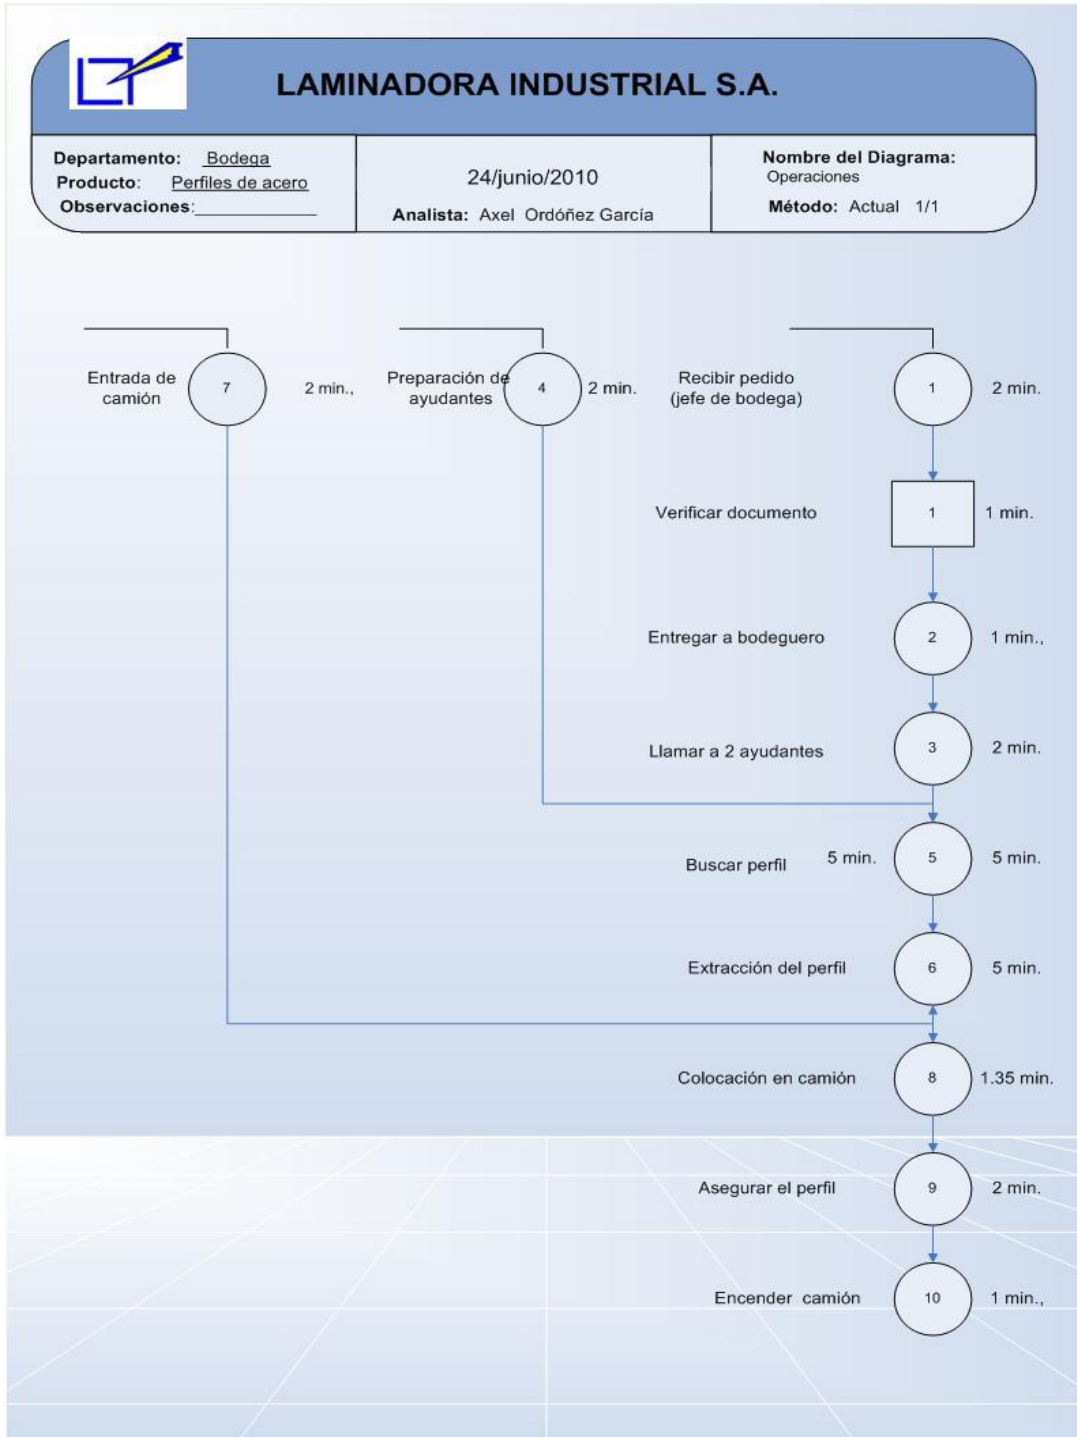 LAMINADORA INDUSTRIAL S.A.
Departamento: Bodega
Producto: Perfiles de acero
Observaciones:_____________
24/junio/2010
Analista: Axel Ordóñez García
Nombre del Diagrama:
Operaciones
Método: Actual 1/1
Entrada de
camión
7
2 min.,
Preparación de
ayudantes
4
2 min.
Recibir pedido
(jefe de bodega)
1
2 min.
Verificar documento
1
1 min.
Entregar a bodeguero
2
1 min.,
Llamar a 2 ayudantes
3
2 min.
Buscar perfil
5 min.
5
5 min.
Extracción del perfil
6
5 min.
Colocación en camión
8
1.35 min.
Asegurar el perfil
9
2 min.
Encender camión
10
1 min.,